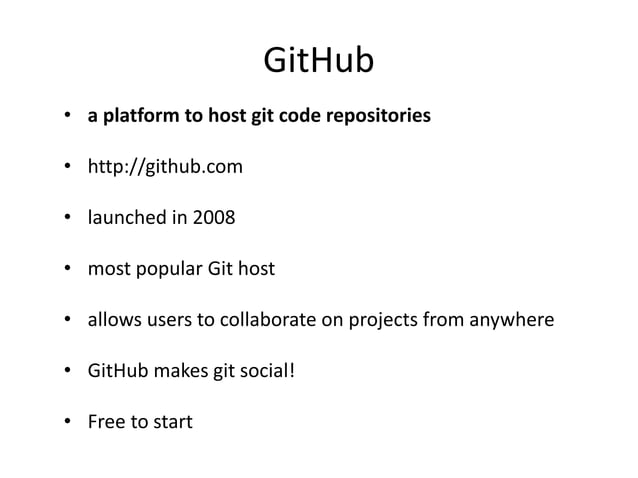 GitHub
• a platform to host git code repositories
• http://github.com
• launched in 2008
• most popular Git host
• allows users to collaborate on projects from anywhere
• GitHub makes git social!
• Free to start